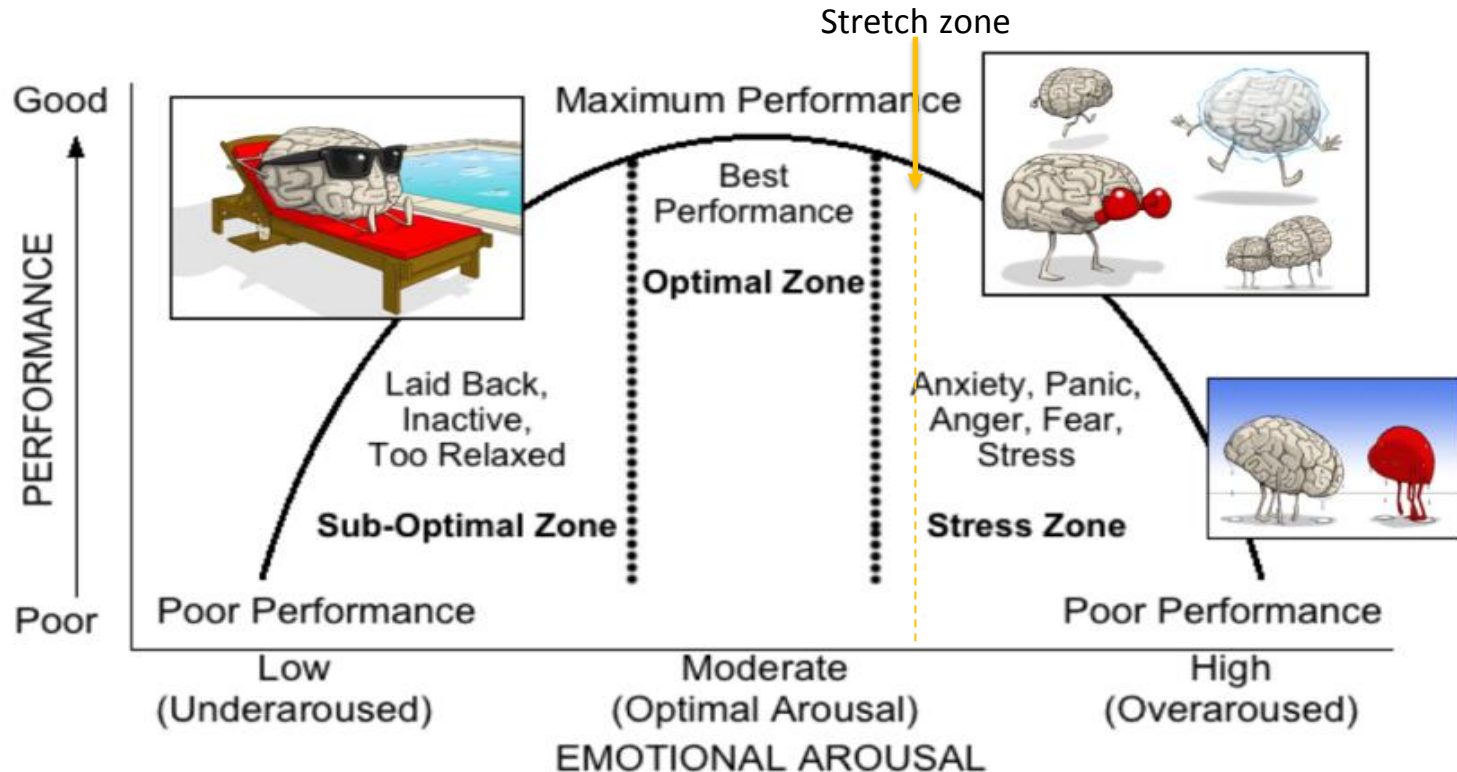 Stretch zone
Good
Maximum Performance
Best
Performance
Optimal Zone
PERFORMANCE
Laid Back,
Inactive,
Too Relaxed
Sub-Optimal Zone
Anxiety, Panic,
Anger, Fear,
Stress
Stress Zone
Poor
Poor Performance
Poor Performance
Low
(Underaroused)
Moderate
(Optimal Arousal)
High
(Overaroused)
EMOTIONAL AROUSAL